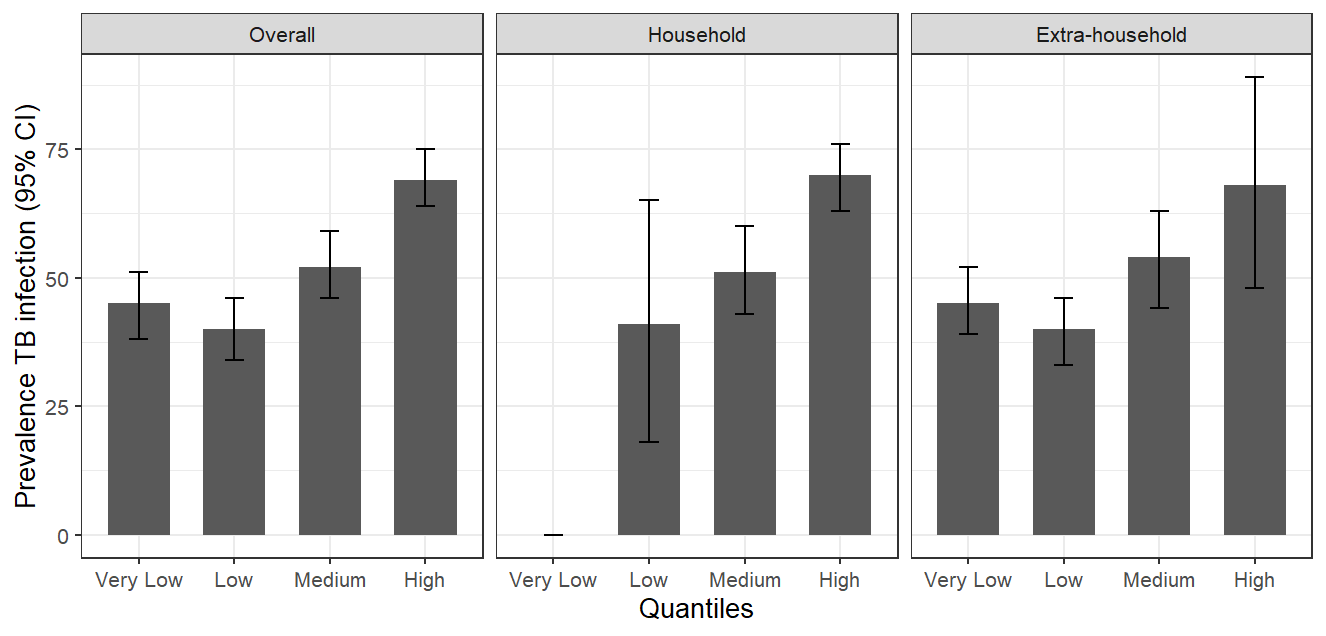 Overall
Household
Extra-household
Prevalence TB infection (95% CI)
75
50
25
0
Very Low Low Medium High
Very Low Low Medium High
Very Low Low Medium High
Quantiles